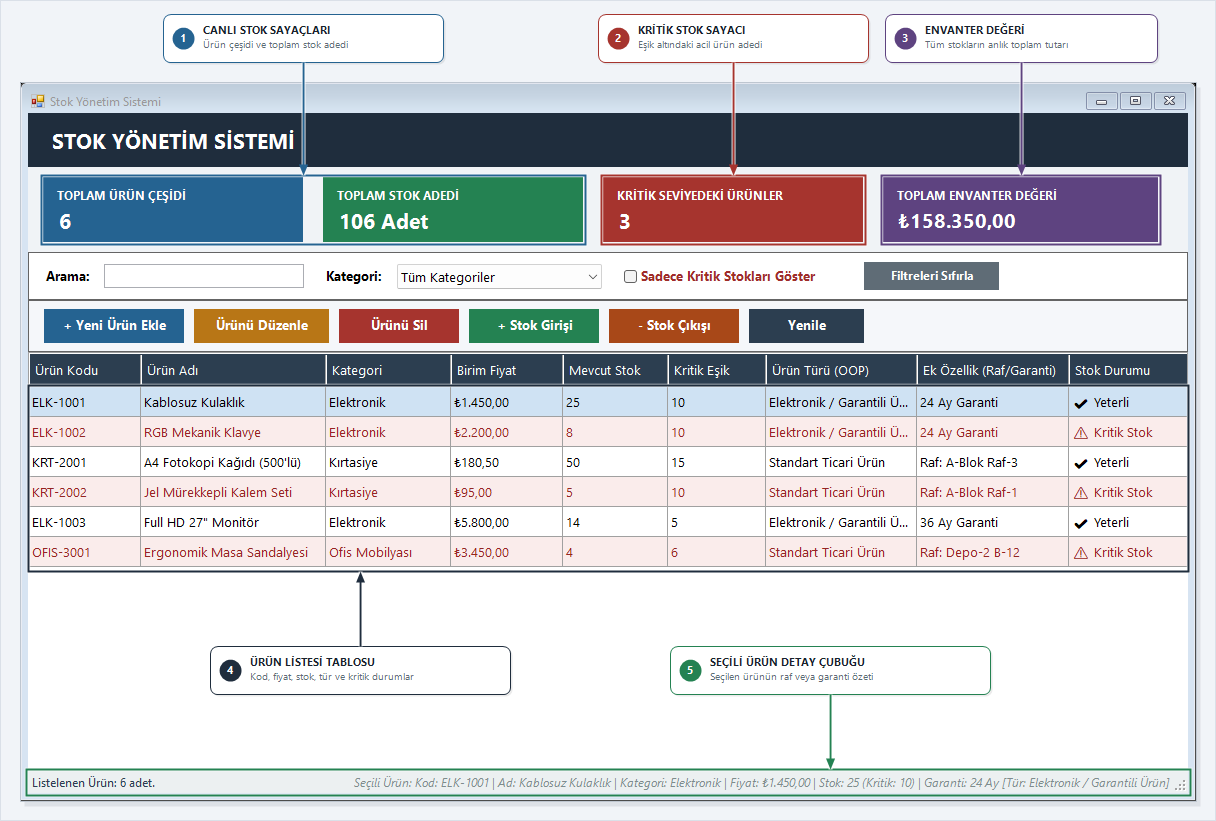 1 CANLI STOK SAYAÇLARI
Ürün çeşidi ve toplam stok adedi
2 KRİTİK STOK SAYACI
Eşik altındaki acil ürün adedi
3 ENVANTER DEĞERİ
Tüm stokların anlık toplam tutarı
Stok Yönetim Sistemi
STOK YÖNETİM SİSTEMİ
TOPLAM ÜRÜN ÇEŞİDİ
6
TOPLAM STOK ADEDİ
106 Adet
KRİTİK SEVİYEDEKİ ÜRÜNLER
3
TOPLAM ENVANTER DEĞERİ
₺158.350,00
Arama: Kategori: Tüm Kategoriler Sadece Kritik Stokları Göster Filtreleri Sıfırla
+ Yeni Ürün Ekle Ürünü Düzenle Ürünü Sil + Stok Girişi - Stok Çıkışı Yenile
Ürün Kodu Ürün Adı Kategori Birim Fiyat Mevcut Stok Kritik Eşik Ürün Türü (OOP) Ek Özellik (Raf/Garanti) Stok Durumu
ELK-1001 Kablosuz Kulaklık Elektronik ₺1.450,00 25 10 Elektronik / Garantili Ü... 24 Ay Garanti ✔ Yeterli
ELK-1002 RGB Mekanik Klavye Elektronik ₺2.200,00 8 10 Elektronik / Garantili Ü... 24 Ay Garanti ⚠ Kritik Stok
KRT-2001 A4 Fotokopi Kağıdı (500'lü) Kırtasiye ₺180,50 50 15 Standart Ticari Ürün Raf: A-Blok Raf-3 ✔ Yeterli
KRT-2002 Jel Mürekkepli Kalem Seti Kırtasiye ₺95,00 5 10 Standart Ticari Ürün Raf: A-Blok Raf-1 ⚠ Kritik Stok
ELK-1003 Full HD 27" Monitör Elektronik ₺5.800,00 14 5 Elektronik / Garantili Ü... 36 Ay Garanti ✔ Yeterli
OFIS-3001 Ergonomik Masa Sandalyesi Ofis Mobilyası ₺3.450,00 4 6 Standart Ticari Ürün Raf: Depo-2 B-12 ⚠ Kritik Stok
4 ÜRÜN LİSTESİ TABLOSU
Kod, fiyat, stok, tür ve kritik durumlar
5 SEÇİLİ ÜRÜN DETAY ÇUBUĞU
Seçilen ürünün raf veya garanti özeti
Listelenen Ürün: 6 adet. Seçili Ürün: Kod: ELK-1001 | Ad: Kablosuz Kulaklık | Kategori: Elektronik | Fiyat: ₺1.450,00 | Stok: 25 (Kritik: 10) | Garanti: 24 Ay [Tür: Elektronik / Garantili Ürün]